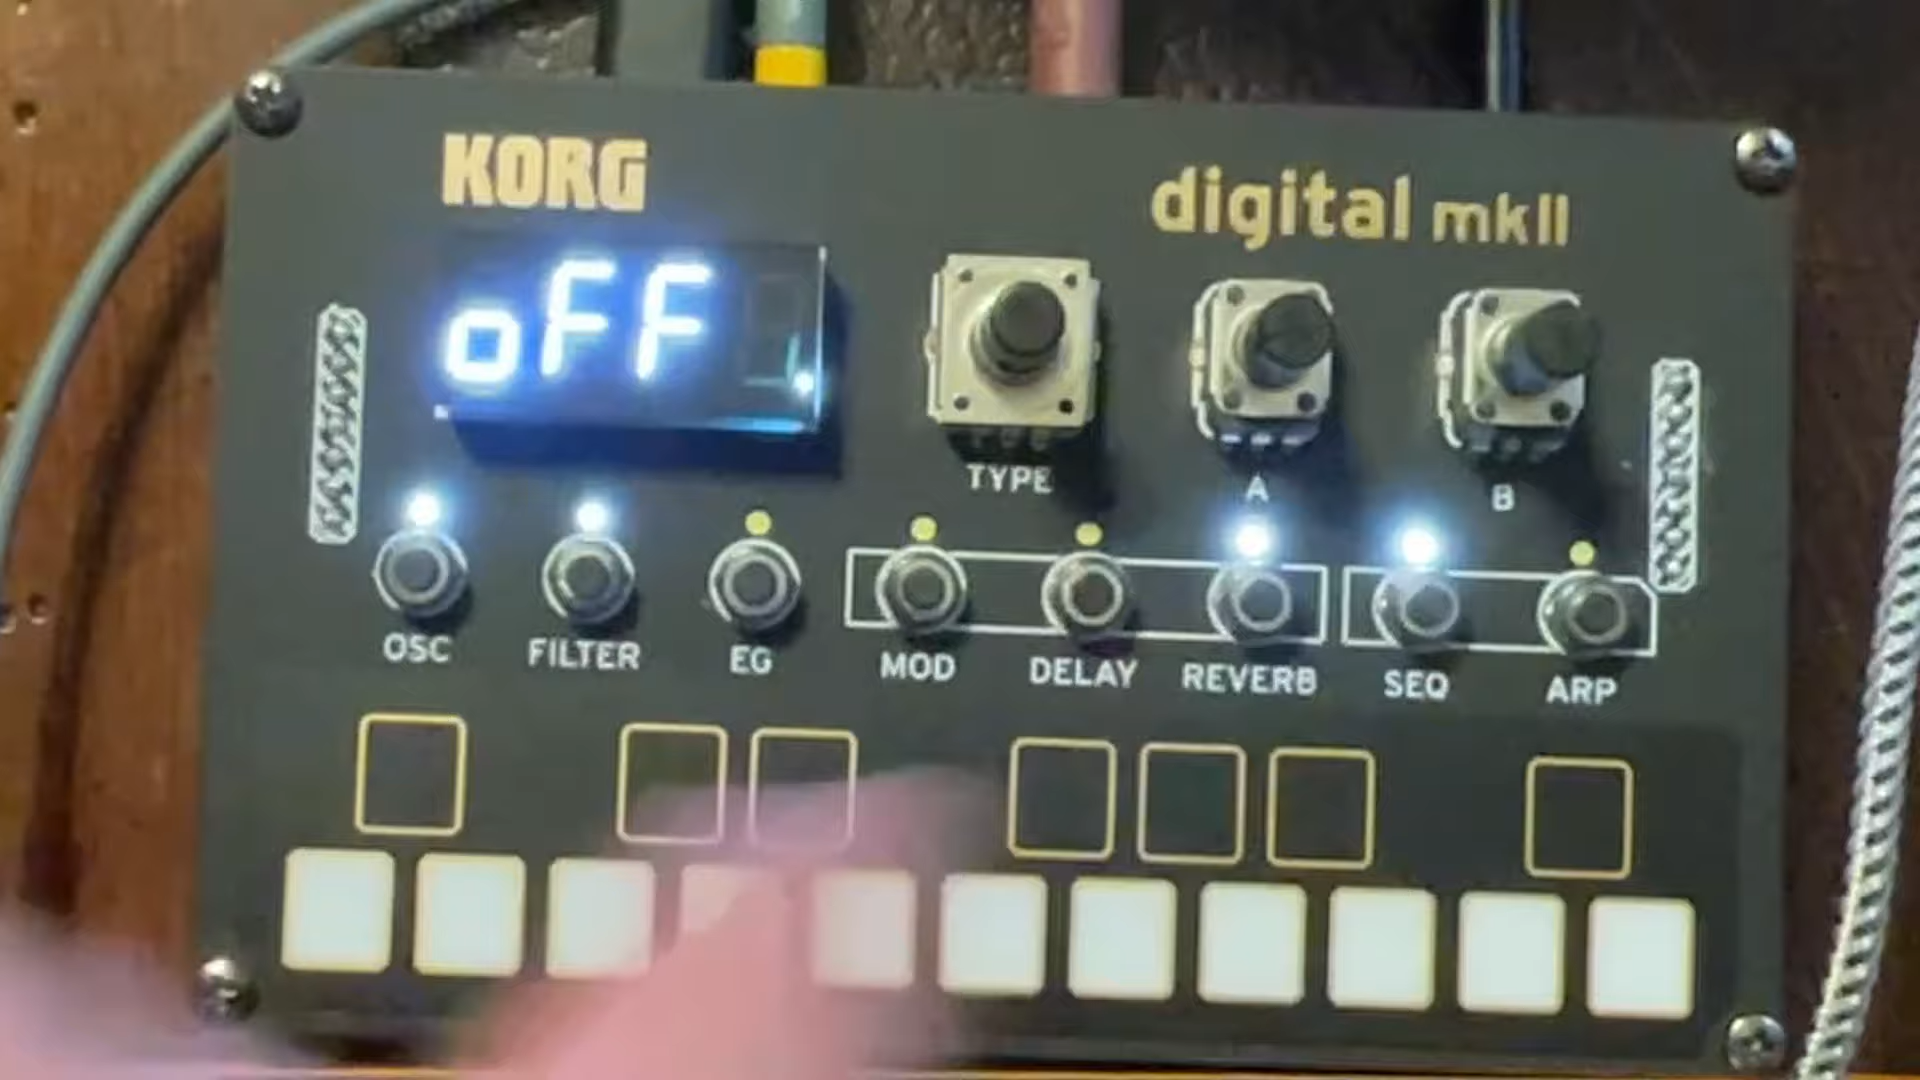 KORG
digital mkII
oFF
TYPE
A
B
OSC
FILTER
EG
MOD
DELAY
REVERB
SEQ
ARP